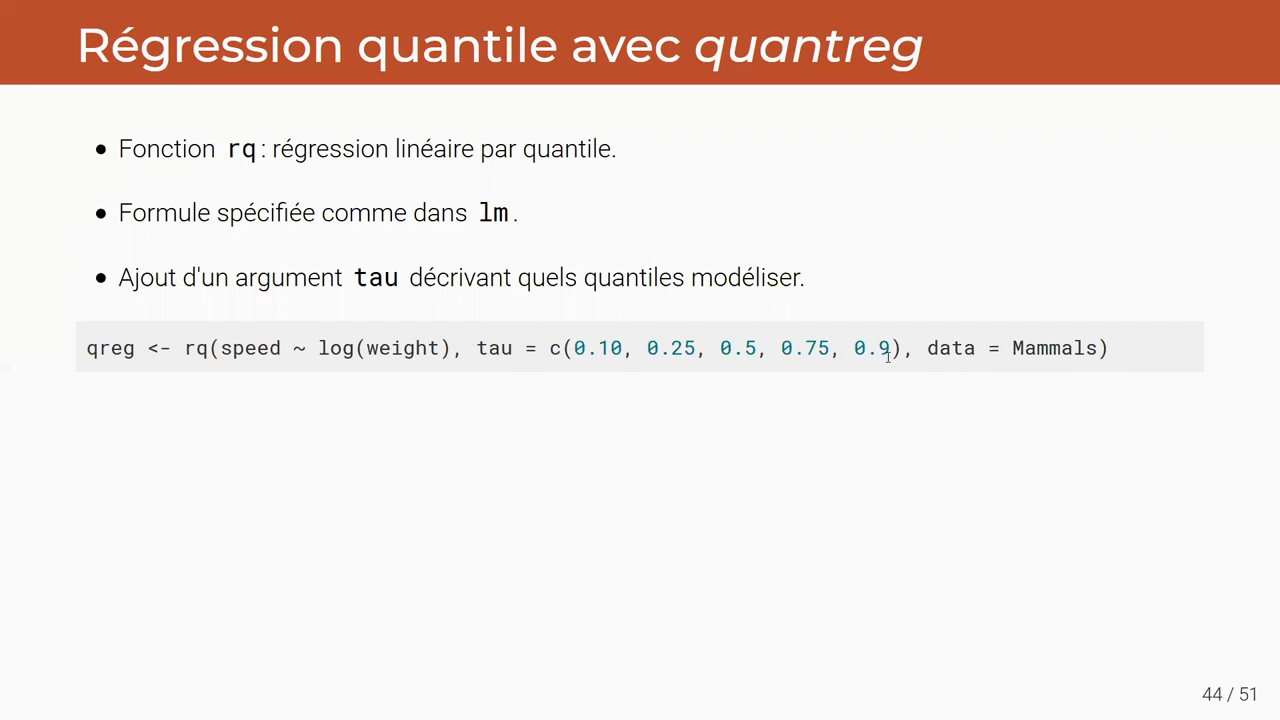 Régression quantile avec quantreg
• Fonction rq : régression linéaire par quantile.
• Formule spécifiée comme dans lm .
• Ajout d'un argument tau décrivant quels quantiles modéliser.
qreg <- rq(speed ~ log(weight), tau = c(0.10, 0.25, 0.5, 0.75, 0.9), data = Mammals)
44 / 51